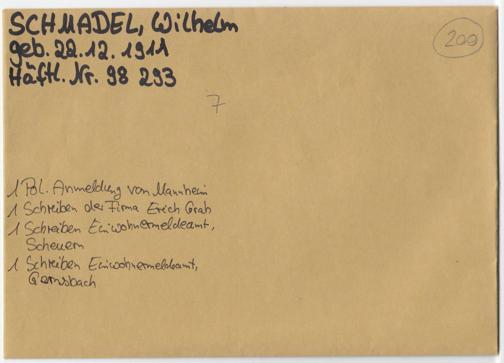 SCHMADEL, Wilhelm
geb. 22.12.1911
Häftl. Nr. 98 293
200
7
1 Pol. Anmeldung von Mannheim
1 Schreiben der Firma Erich Grab
1 Schreiben Einwohnermeldeamt,
Scheuern
1 Schreiben Einwohnermeldeamt,
Gernsbach